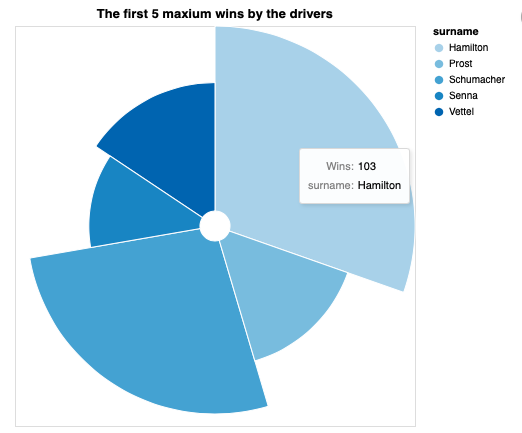 The first 5 maxium wins by the drivers
surname
Hamilton
Prost
Schumacher
Senna
Vettel
Wins: 103
surname: Hamilton